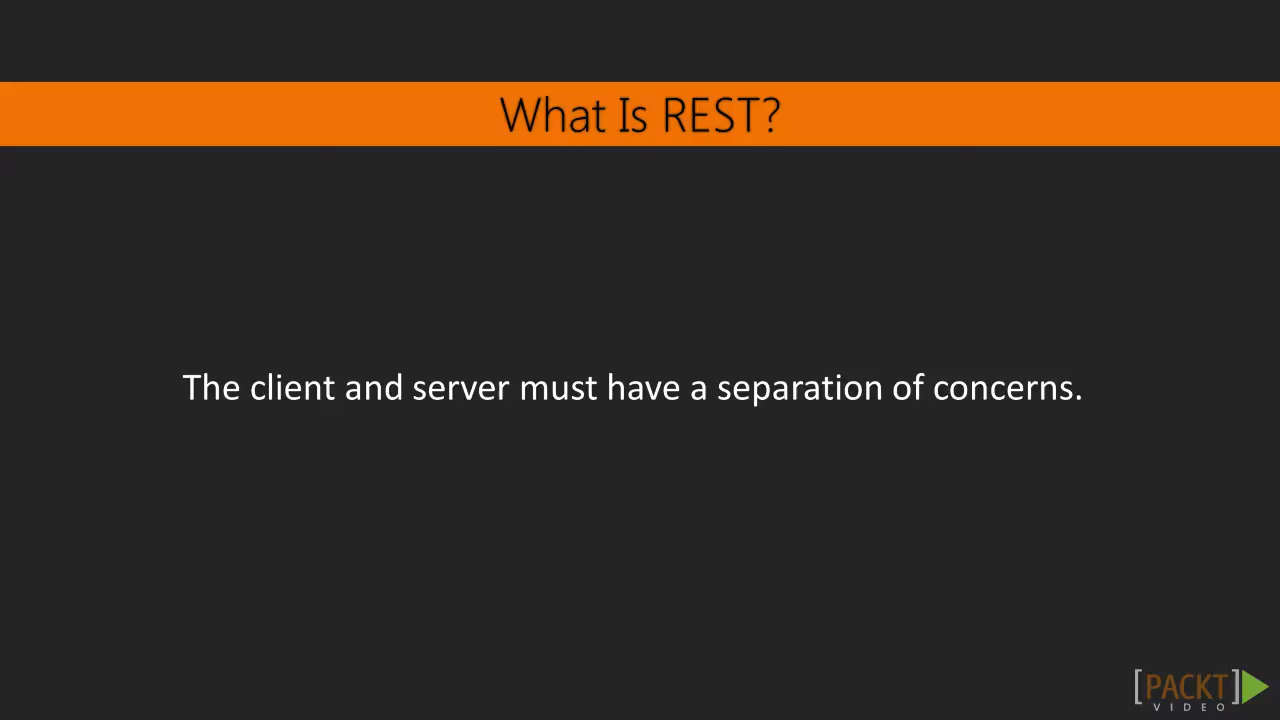 What Is REST?
The client and server must have a separation of concerns.
[PACKT]
VIDEO